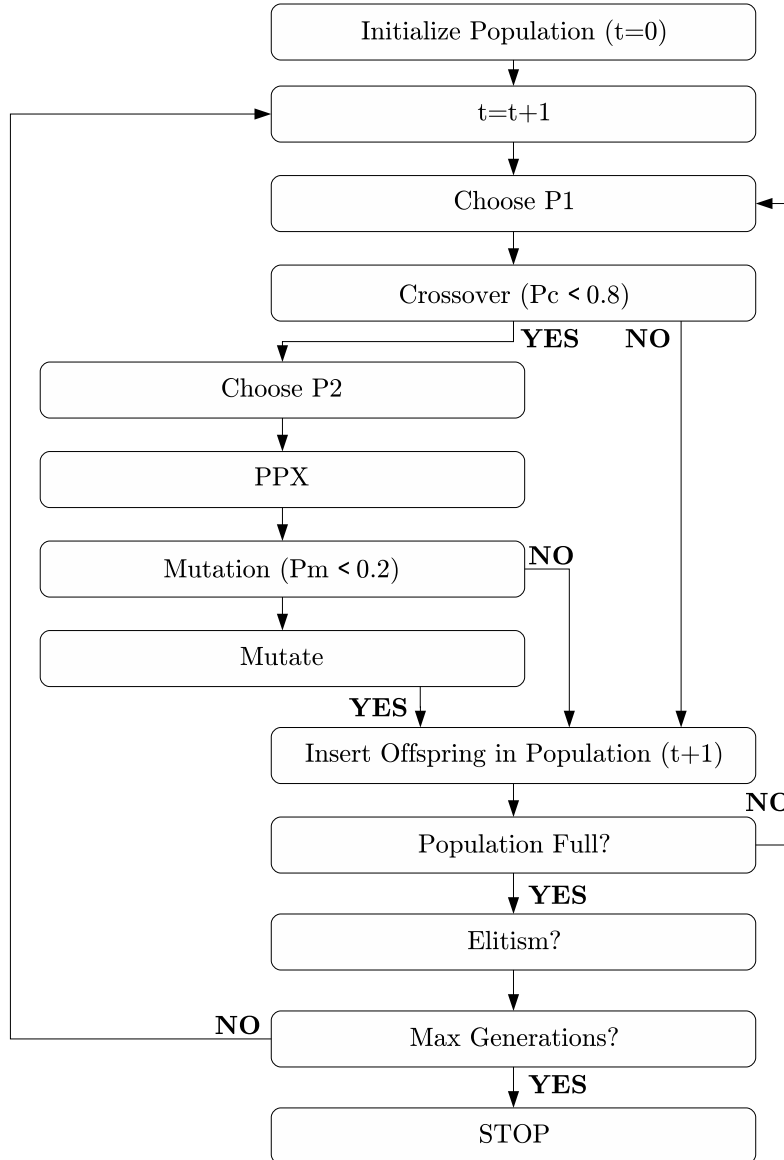 Initialize Population (t=0)
t=t+1
Choose P1
Crossover (Pc < 0.8)
YES
NO
Choose P2
PPX
Mutation (Pm < 0.2)
NO
Mutate
YES
Insert Offspring in Population (t+1)
NO
Population Full?
YES
Elitism?
NO
Max Generations?
YES
STOP